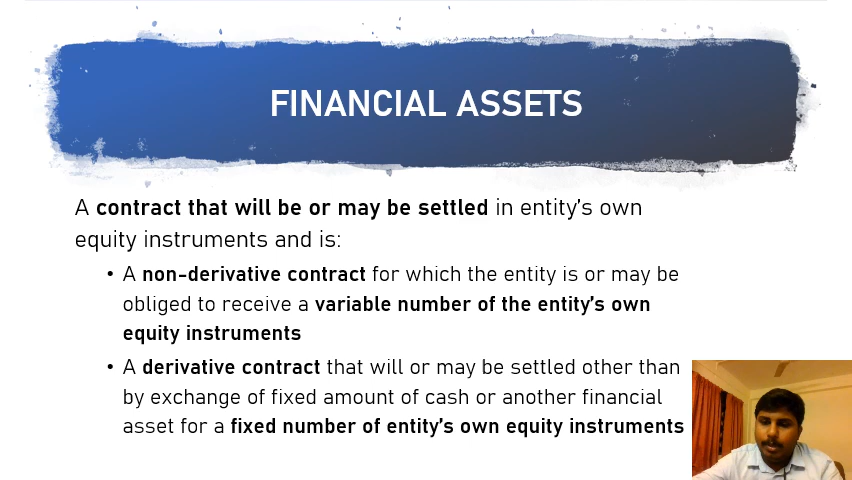 FINANCIAL ASSETS
A contract that will be or may be settled in entity's own
equity instruments and is:
• A non-derivative contract for which the entity is or may be
obliged to receive a variable number of the entity's own
equity instruments
• A derivative contract that will or may be settled other than
by exchange of fixed amount of cash or another financial
asset for a fixed number of entity's own equity instruments